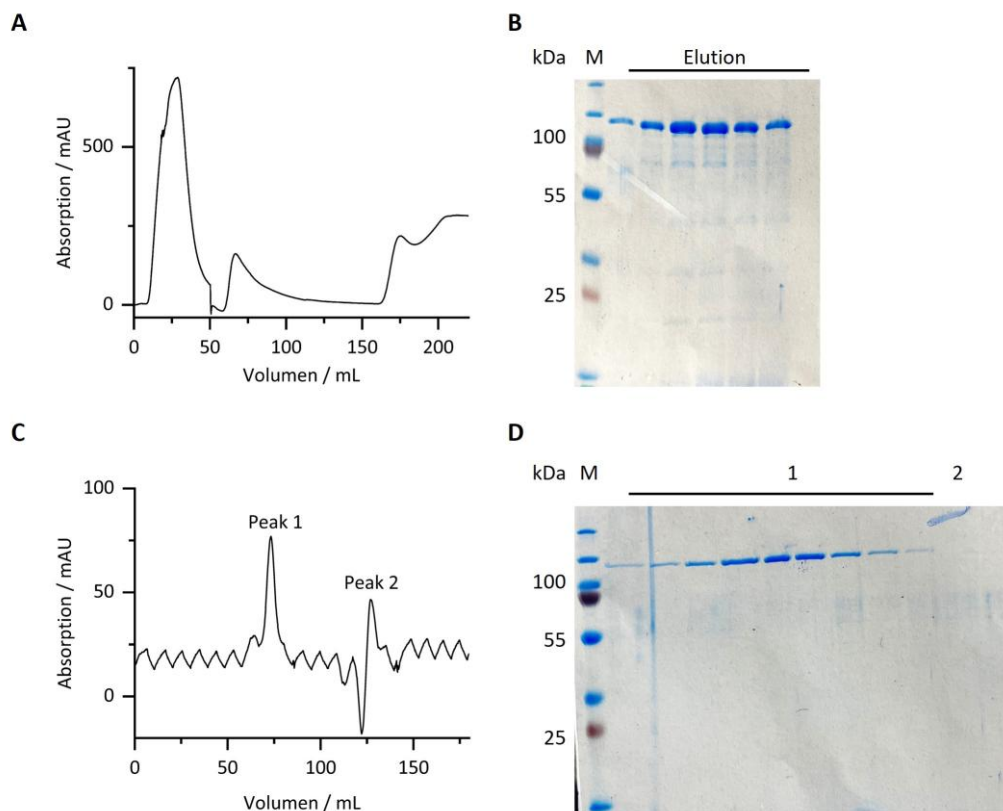 A
Absorption / mAU
500
0
0
50
100
150
200
Volumen / mL
B
kDa M Elution
100
55
25
C
Absorption / mAU
100
50
0
Peak 1
Peak 2
0
50
100
150
Volumen / mL
D
kDa M 1 2
100
55
25